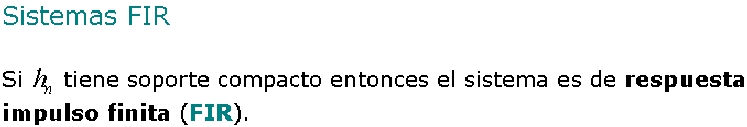 Sistemas FIR
Si hₙ tiene soporte compacto entonces el sistema es de respuesta
impulso finita (FIR).